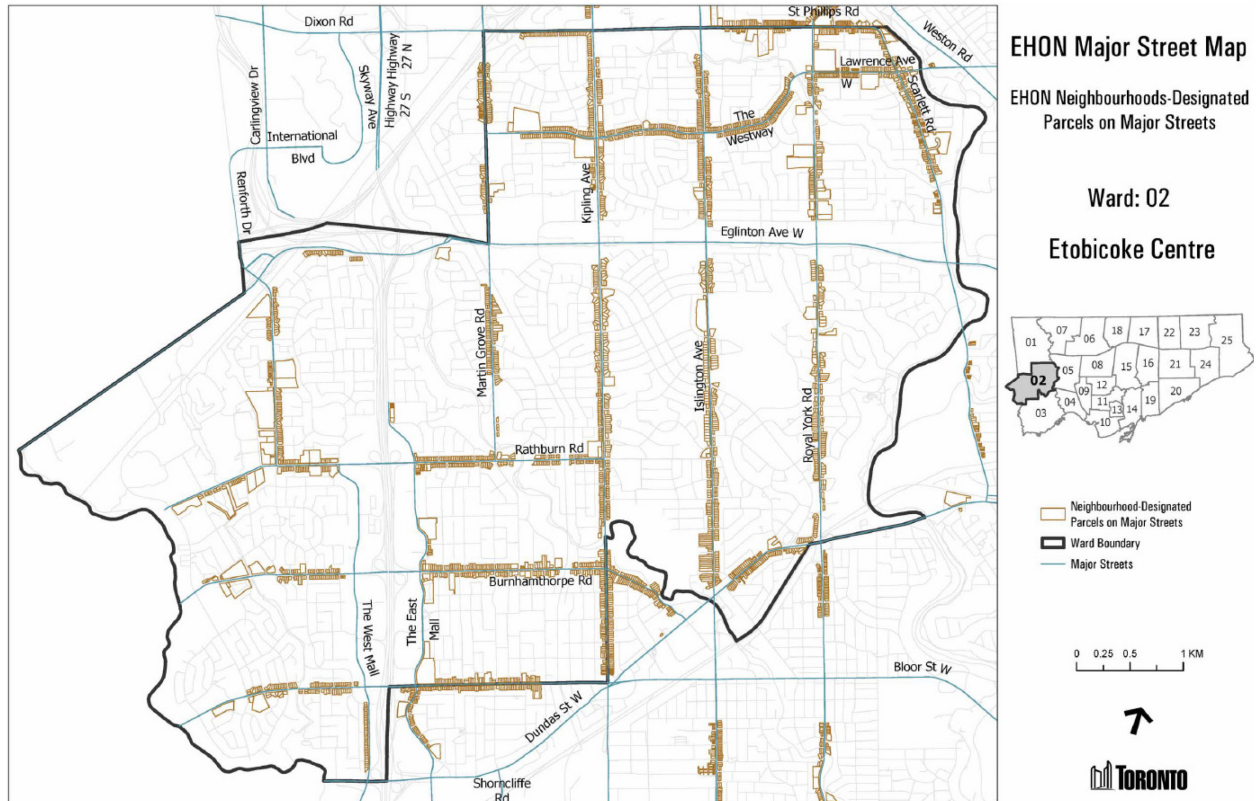 St Phillips Rd
Dixon Rd
Weston Rd
Carlingview Dr
Skyway Ave
Highway Highway
27 S 27 N
Lawrence Ave
W
Scarlett Rd
International
Blvd
The
Westway
Renforth Dr
Kipling Ave
Eglinton Ave W
Martin Grove Rd
Islington Ave
Royal York Rd
Rathburn Rd
Burnhamthorpe Rd
The West Mall
The East
Mall
Bloor St W
Dundas St W
Shorncliffe
Rd
EHON Major Street Map
EHON Neighbourhoods-Designated
Parcels on Major Streets
Ward: 02
Etobicoke Centre
01
07
06
18
17
22
23
25
02
05
08
15
16
21
24
03
04
09
12
11
10
13
14
19
20
Neighbourhood-Designated
Parcels on Major Streets
Ward Boundary
Major Streets
0 0.25 0.5 1 KM
TORONTO